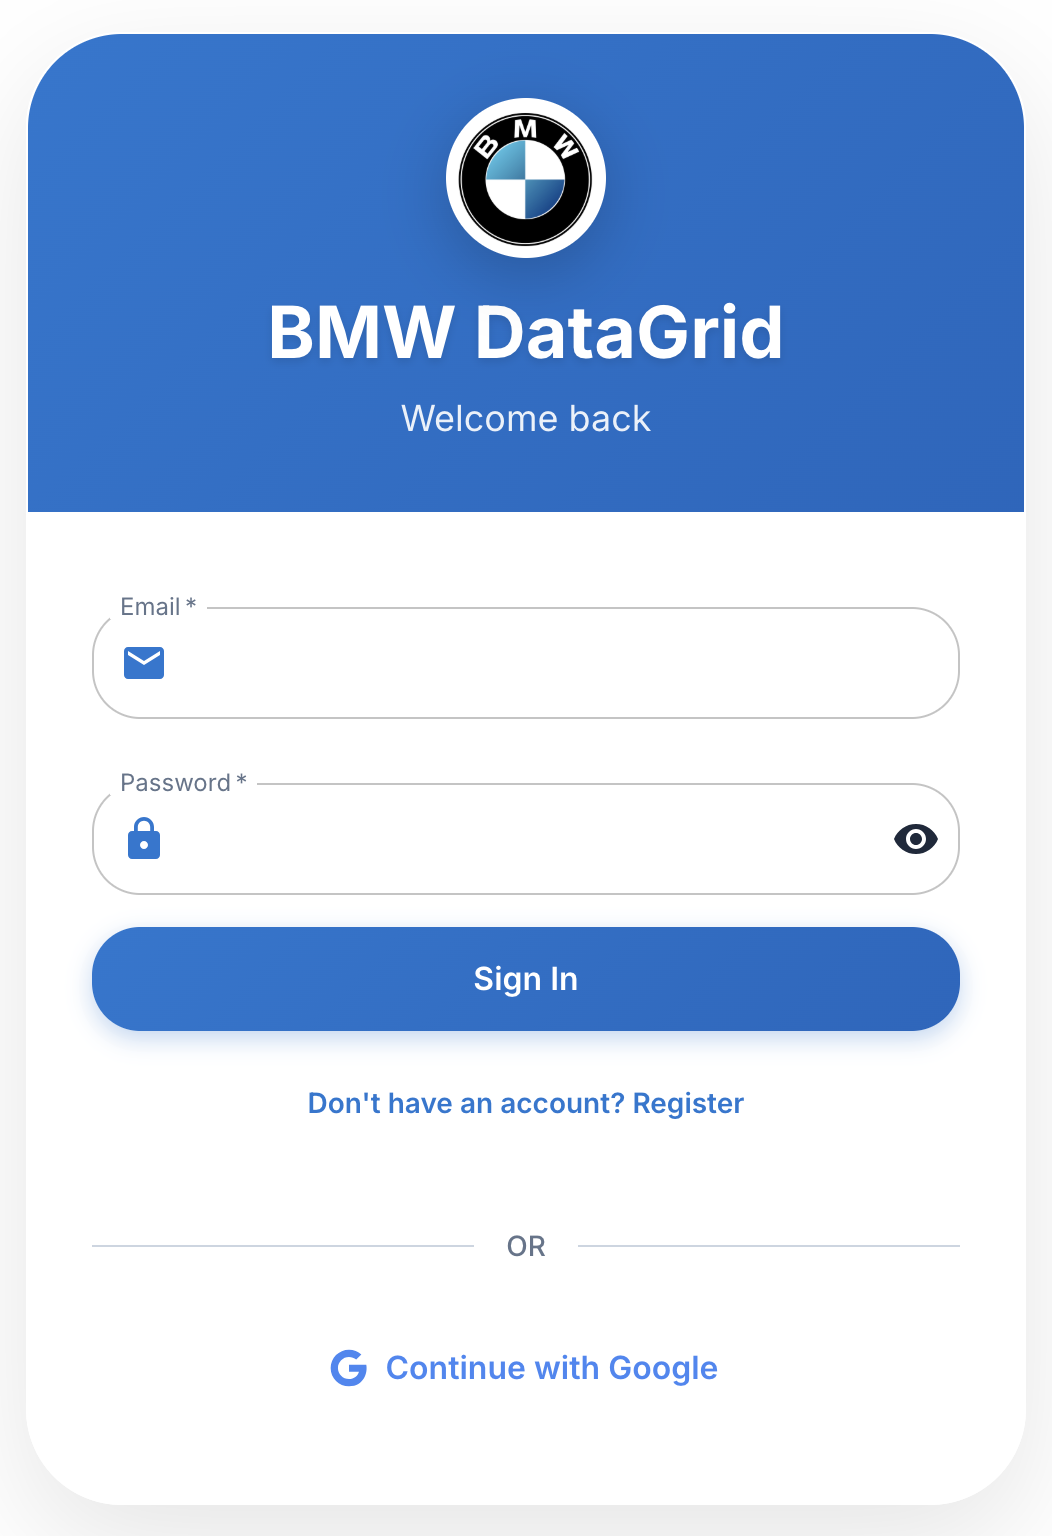 BMW
BMW DataGrid
Welcome back
Email *
Password *
Sign In
Don't have an account? Register
OR
Continue with Google